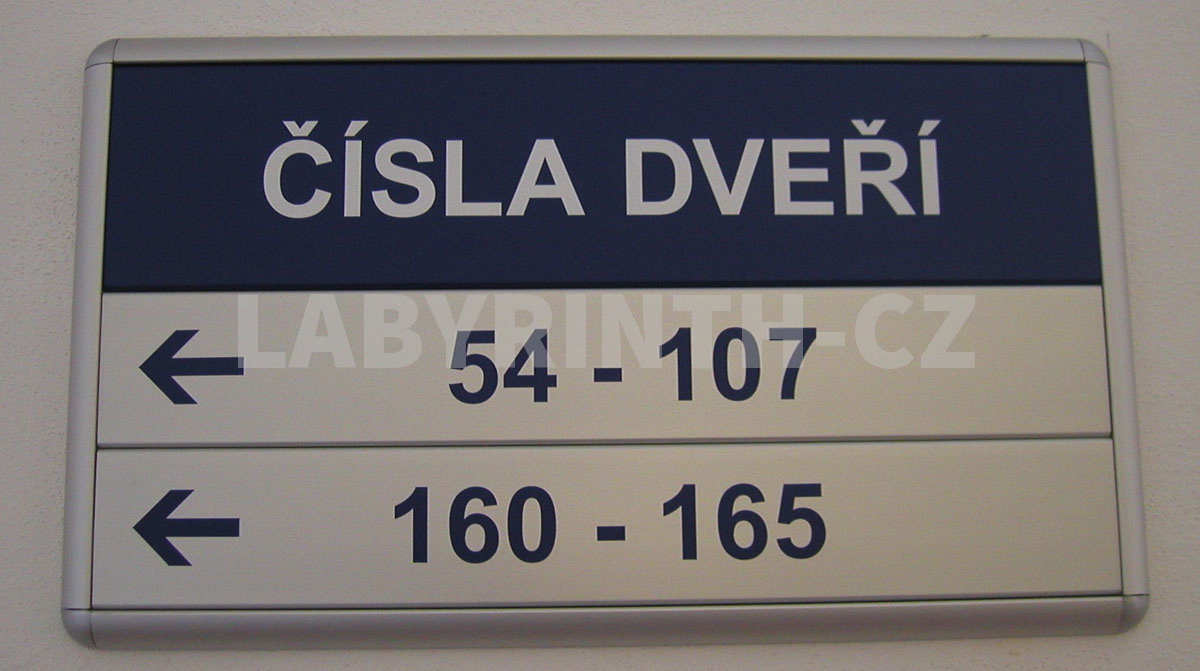 ČÍSLA DVEŘÍ
LABYRINTH-CZ
← 54 - 107
← 160 - 165